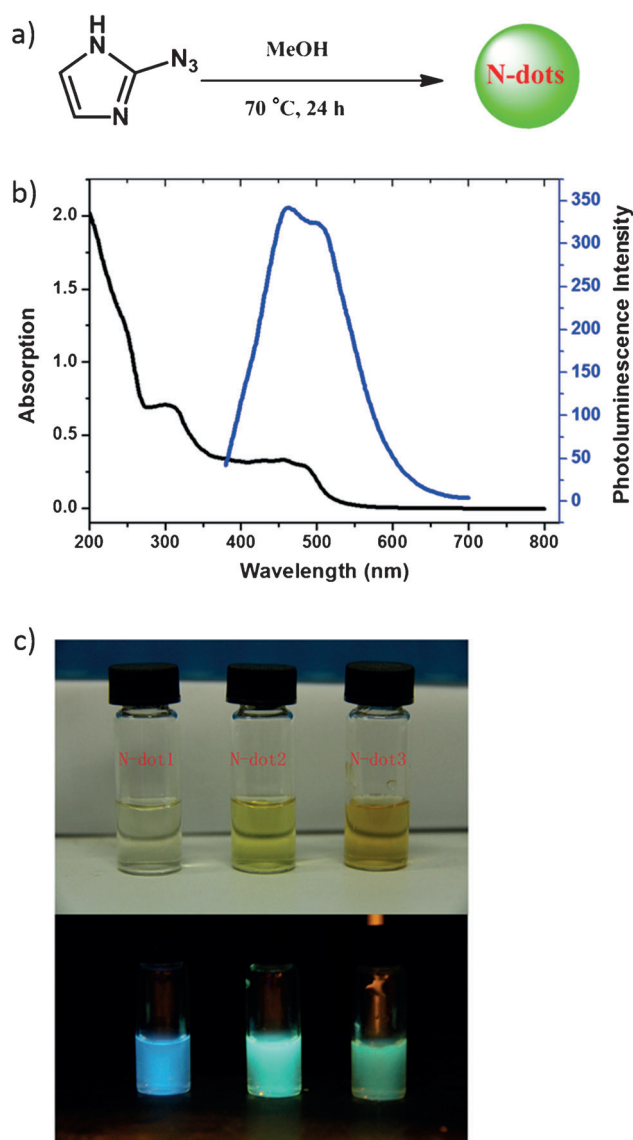 a)
H
N
N
N3
MeOH
70 °C, 24 h
N-dots
b)
Absorption
2.0
1.5
1.0
0.5
0.0
350
300
250
200
150
100
50
0
Photoluminescence Intensity
200 300 400 500 600 700 800
Wavelength (nm)
c)
N-dot1 N-dot2 N-dot3